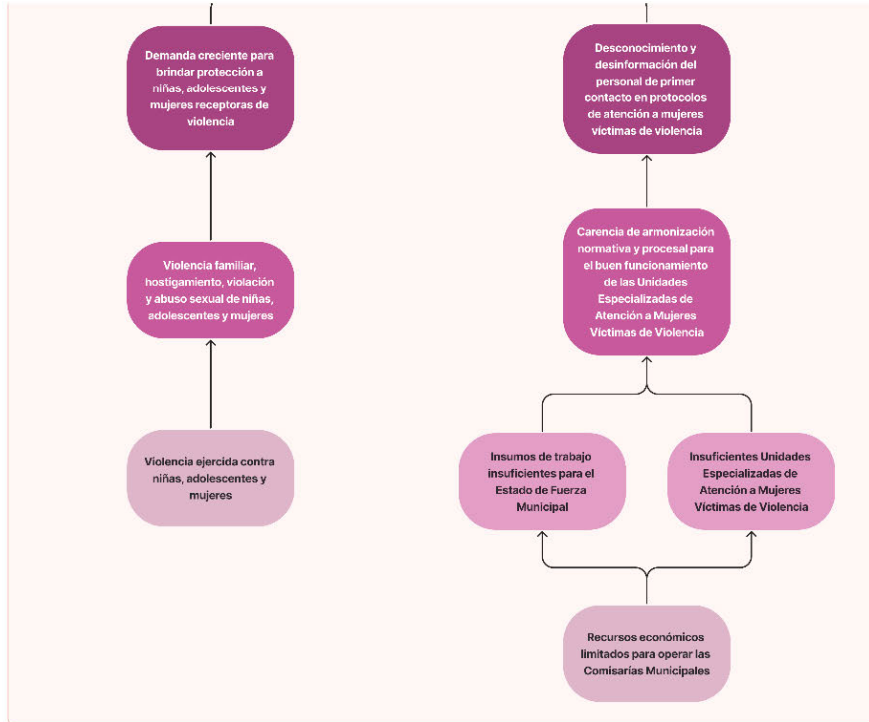 Demanda creciente para
brindar protección a
niñas, adolescentes y
mujeres receptoras de
violencia
Desconocimiento y
desinformación del
personal de primer
contacto en protocolos
de atención a mujeres
víctimas de violencia
Violencia familiar,
hostigamiento, violación
y abuso sexual de niñas,
adolescentes y mujeres
Carencia de armonización
normativa y procesal para
el buen funcionamiento
de las Unidades
Especializadas de
Atención a Mujeres
Víctimas de Violencia
Violencia ejercida contra
niñas, adolescentes y
mujeres
Insumos de trabajo
insuficientes para el
Estado de Fuerza
Municipal
Insuficientes Unidades
Especializadas de
Atención a Mujeres
Víctimas de Violencia
Recursos económicos
limitados para operar las
Comisarías Municipales